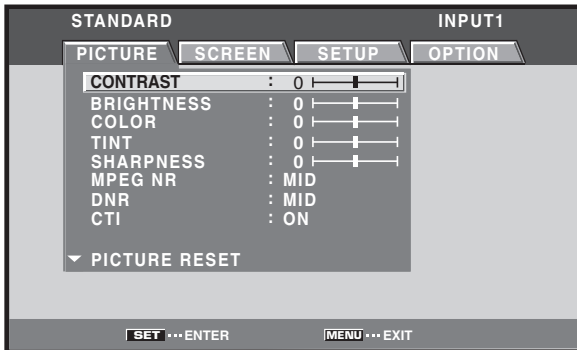 STANDARD INPUT1
PICTURE SCREEN SETUP OPTION
CONTRAST : 0
BRIGHTNESS : 0
COLOR : 0
TINT : 0
SHARPNESS : 0
MPEG NR : MID
DNR : MID
CTI : ON
PICTURE RESET
SET ··· ENTER MENU ··· EXIT